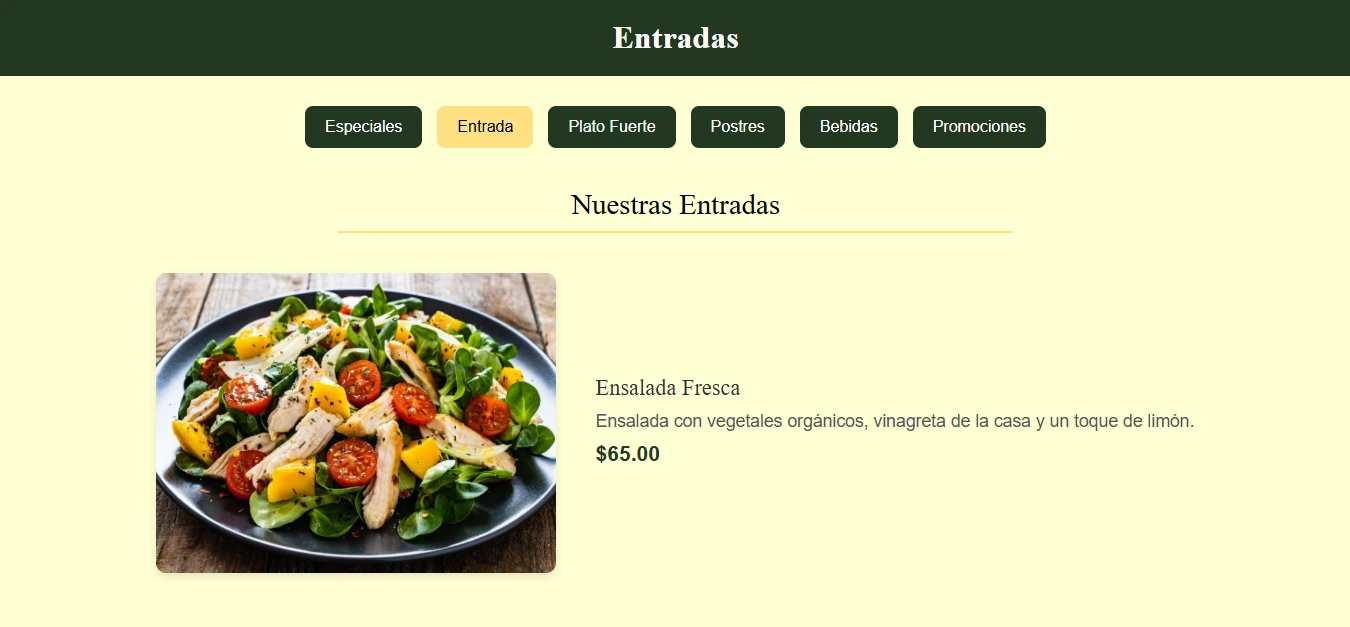 Entradas
Especiales Entrada Plato Fuerte Postres Bebidas Promociones
Nuestras Entradas
Ensalada Fresca
Ensalada con vegetales orgánicos, vinagreta de la casa y un toque de limón.
$65.00